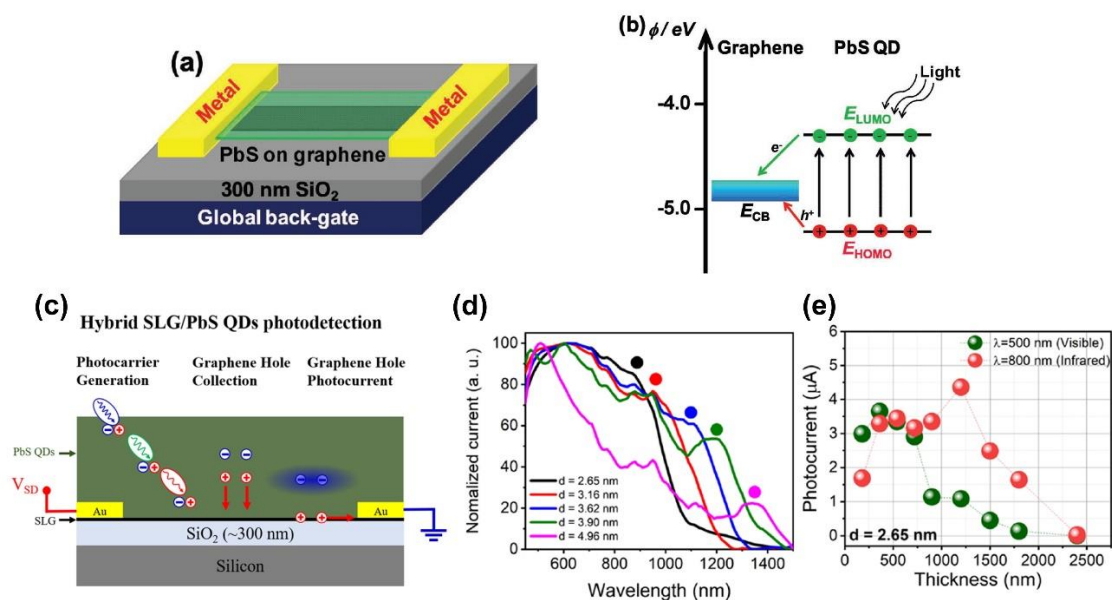 (a)
Metal
Metal
PbS on graphene
300 nm SiO₂
Global back-gate
(b)
ϕ/ eV
Graphene
PbS QD
Light
-4.0
E_LUMO
e⁻
-5.0
E_CB
h⁺
E_HOMO
(c)
Hybrid SLG/PbS QDs photodetection
Photocarrier Generation
Graphene Hole Collection
Graphene Hole Photocurrent
PbS QDs
V_SD
Au
Au
SLG
SiO₂ (~300 nm)
Silicon
(d)
Nomalized current (a. u.)
100
80
60
40
20
0
d = 2.65 nm
d = 3.16 nm
d = 3.62 nm
d = 3.90 nm
d = 4.96 nm
600 800 1000 1200 1400
Wavelength (nm)
(e)
Photocurrent (µA)
6
5
4
3
2
1
0
λ=500 nm (Visible)
λ=800 nm (Infrared)
d = 2.65 nm
0 500 1000 1500 2000 2500
Thickness (nm)